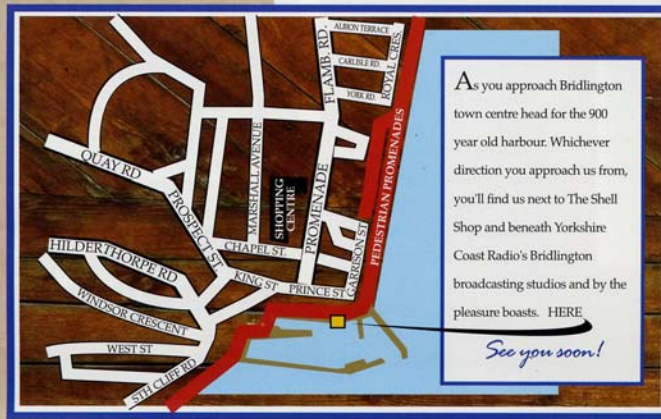 ALBION TERRACE
FLAMB. RD.
CARLISLE RD.
ROYAL CRES.
YORK RD.
QUAY RD
PROSPECT ST.
MARSHALL AVENUE
SHOPPING
CENTRE
PROMENADE
PEDESTRIAN PROMENADES
CHAPEL ST.
GARRISON ST
HILDERTHORPE RD
KING ST
PRINCE ST
WINDSOR CRESCENT
WEST ST
STH CLIFF RD
As you approach Bridlington
town centre head for the 900
year old harbour. Whichever
direction you approach us from,
you'll find us next to The Shell
Shop and beneath Yorkshire
Coast Radio's Bridlington
broadcasting studios and by the
pleasure boasts. HERE
See you soon!